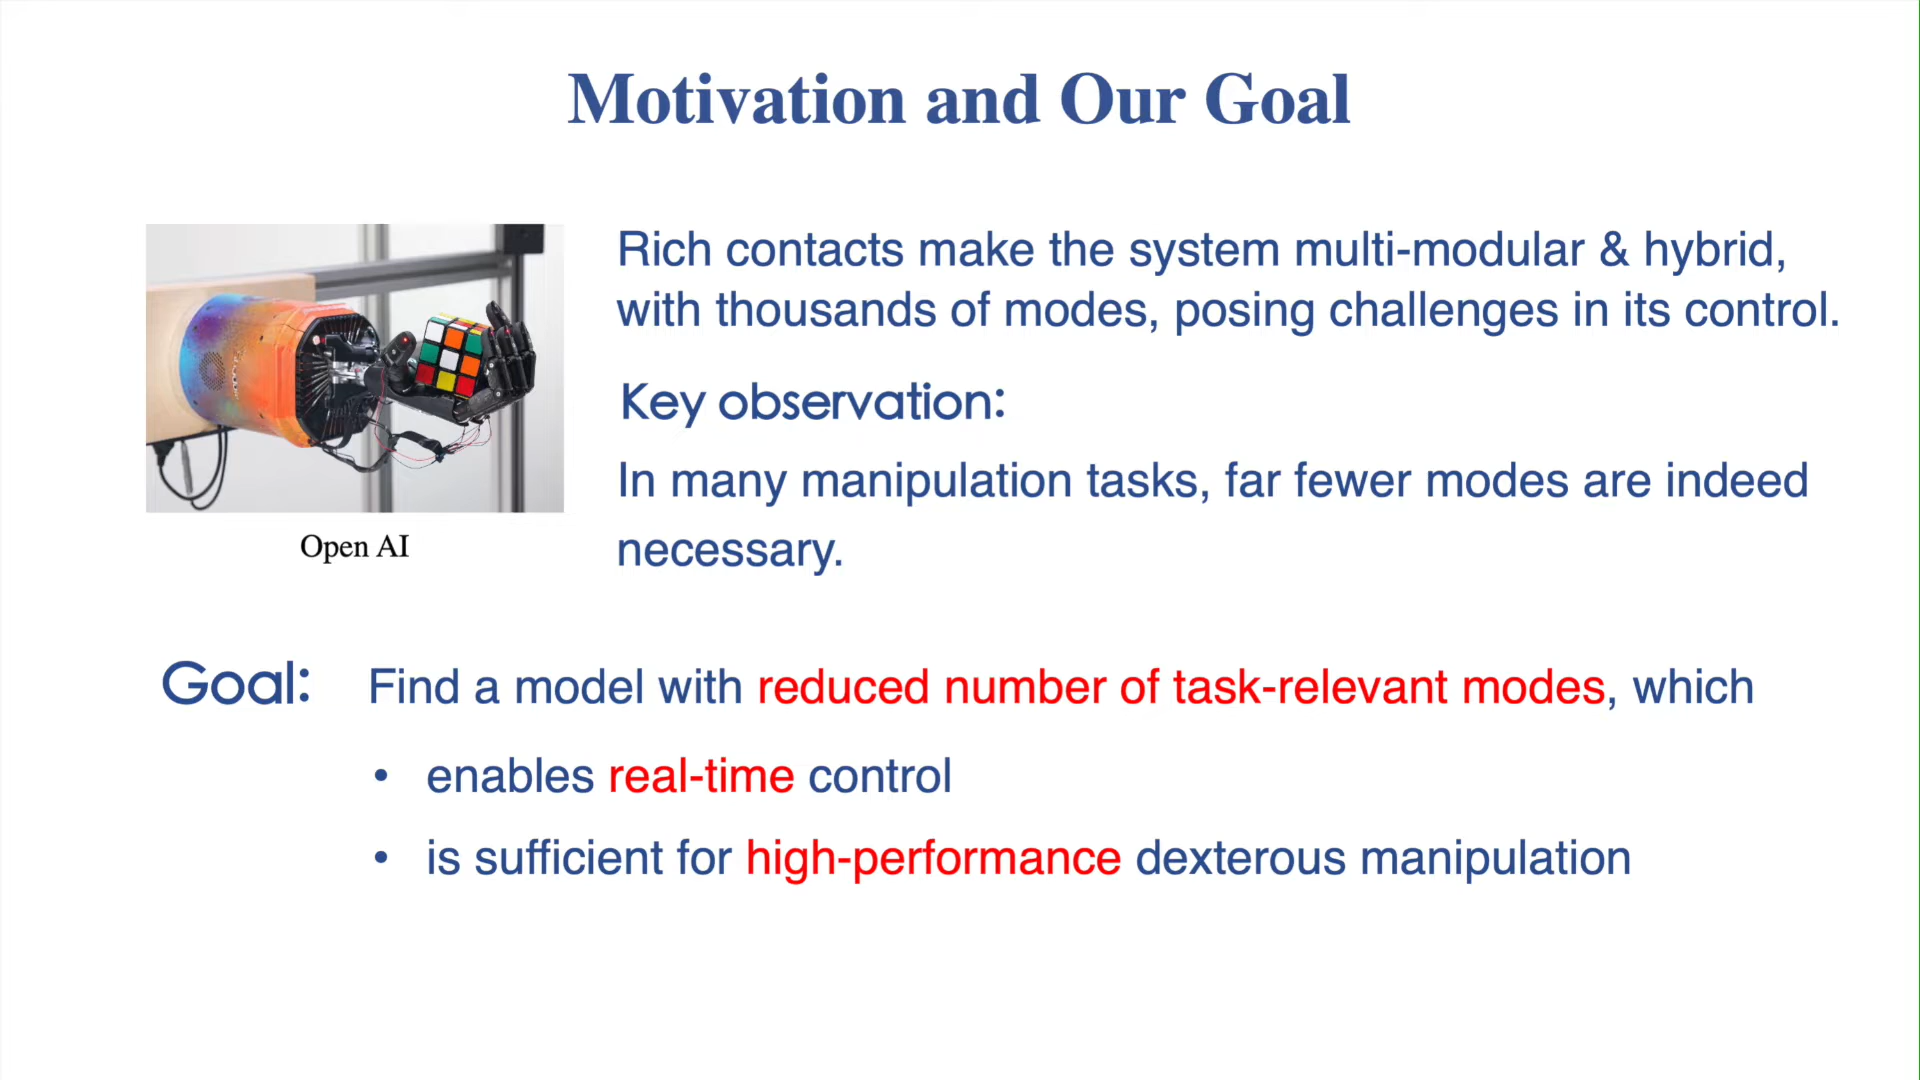 Motivation and Our Goal
Rich contacts make the system multi-modular & hybrid,
with thousands of modes, posing challenges in its control.
Key observation:
In many manipulation tasks, far fewer modes are indeed
necessary.
Open AI
Goal: Find a model with reduced number of task-relevant modes, which
• enables real-time control
• is sufficient for high-performance dexterous manipulation